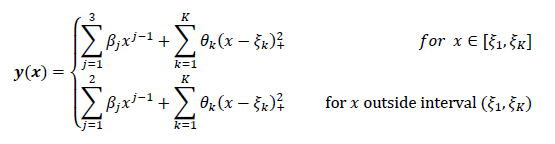 y(x) = { ∑_{j=1}^{3} β_j x^{j−1} + ∑_{k=1}^{K} θ_k (x − ξ_k)_+^2 for x ∈ [ξ_1, ξ_K]
∑_{j=1}^{2} β_j x^{j−1} + ∑_{k=1}^{K} θ_k (x − ξ_k)_+^2 for x outside interval (ξ_1, ξ_K)